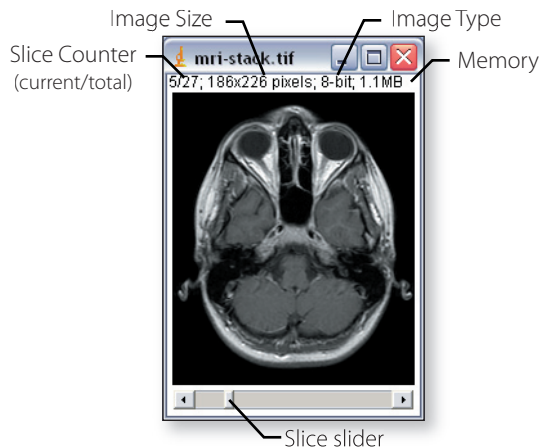 Image Size
Image Type
Slice Counter
(current/total)
mri-stack.tif
Memory
5/27; 186x226 pixels; 8-bit; 1.1MB
Slice slider